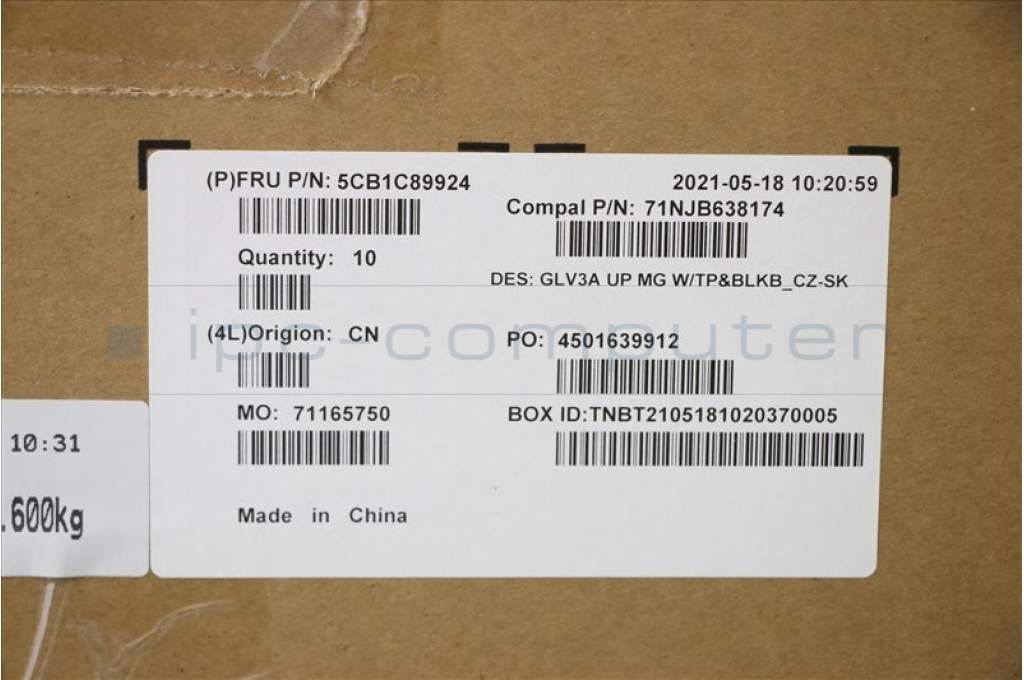 (P)FRU P/N: 5CB1C89924
2021-05-18 10:20:59
Compal P/N: 71NJB638174
Quantity: 10
DES: GLV3A UP MG W/TP&BLKB_CZ-SK
(4L)Origion: CN
PO: 4501639912
ipc-computer
MO: 71165750
BOX ID:TNBT2105181020370005
10:31
.600kg
Made in China